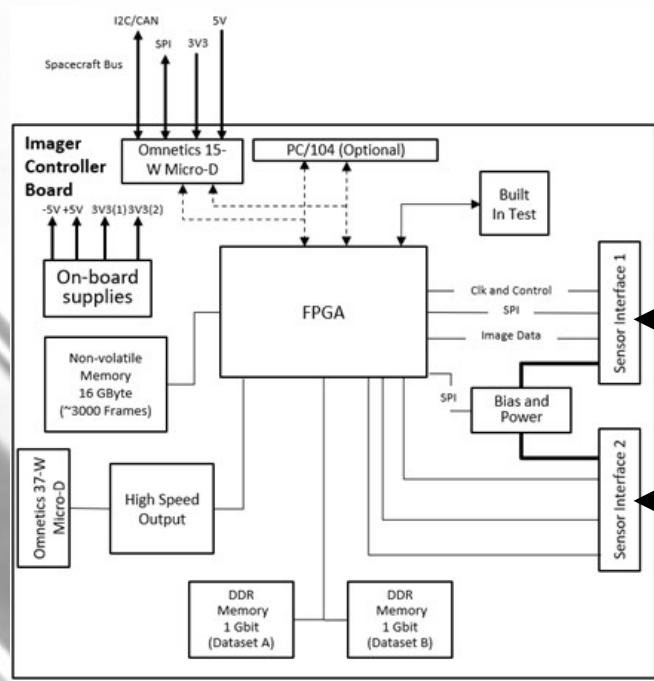 I2C/CAN
SPI
3V3
5V
Spacecraft Bus
Imager
Controller
Board
Omnetics 15-
W Micro-D
PC/104 (Optional)
-5V +5V 3V3(1) 3V3(2)
On-board
supplies
Built
In Test
FPGA
Clk and Control
SPI
Image Data
Sensor Interface 1
Non-volatile
Memory
16 GByte
(~3000 Frames)
SPI
Bias and
Power
Omnetics 37-W
Micro-D
High Speed
Output
Sensor Interface 2
DDR
Memory
1 Gbit
(Dataset A)
DDR
Memory
1 Gbit
(Dataset B)